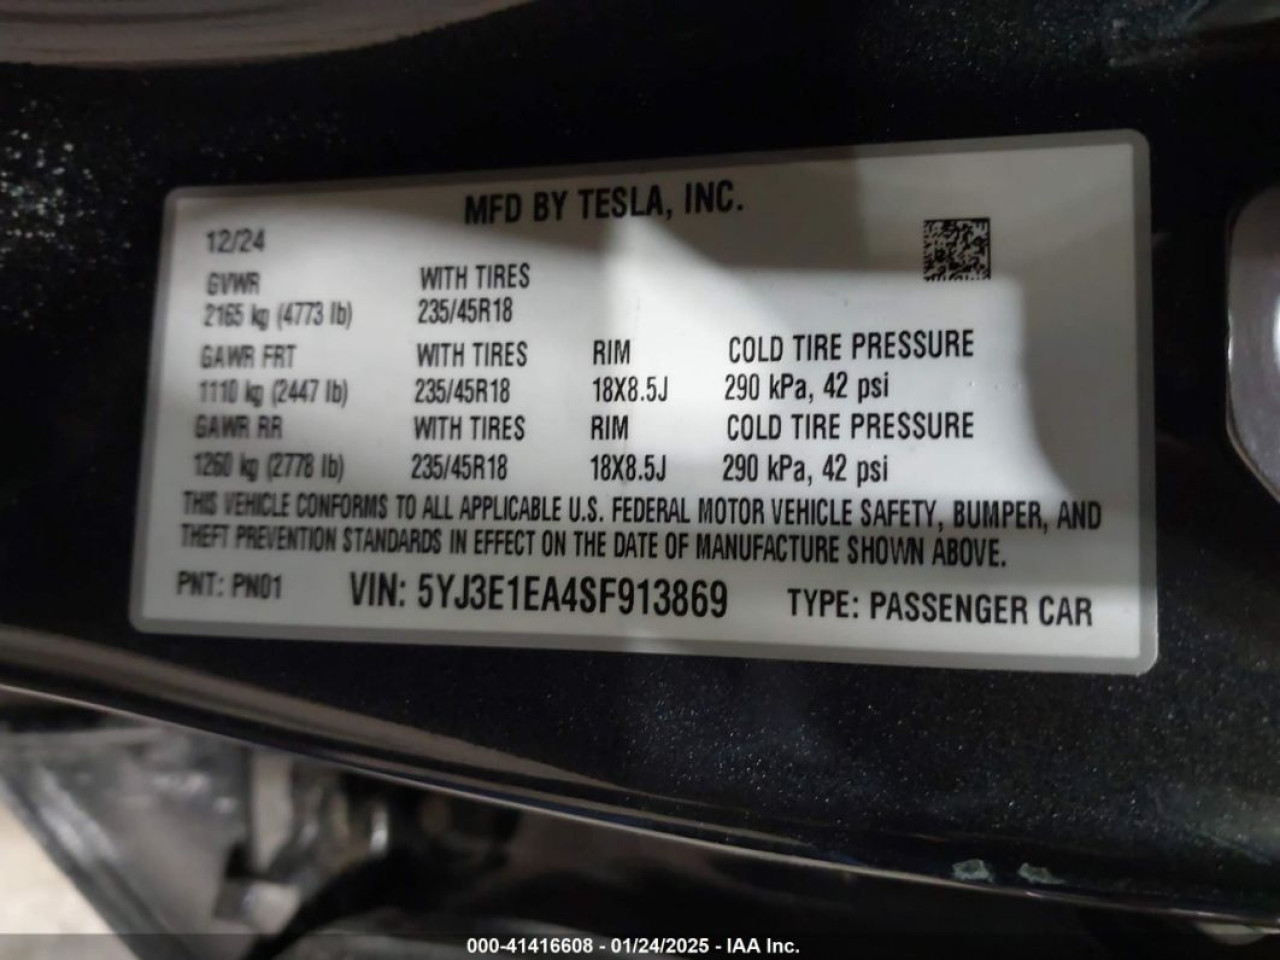 MFD BY TESLA, INC.
12/24
GVWR WITH TIRES
2165 kg (4773 lb) 235/45R18
GAWR FRT WITH TIRES RIM COLD TIRE PRESSURE
1110 kg (2447 lb) 235/45R18 18X8.5J 290 kPa, 42 psi
GAWR RR WITH TIRES RIM COLD TIRE PRESSURE
1260 kg (2778 lb) 235/45R18 18X8.5J 290 kPa, 42 psi
THIS VEHICLE CONFORMS TO ALL APPLICABLE U.S. FEDERAL MOTOR VEHICLE SAFETY, BUMPER, AND
THEFT PREVENTION STANDARDS IN EFFECT ON THE DATE OF MANUFACTURE SHOWN ABOVE.
PNT: PN01 VIN: 5YJ3E1EA4SF913869 TYPE: PASSENGER CAR
000-41416608 - 01/24/2025 - IAA Inc.